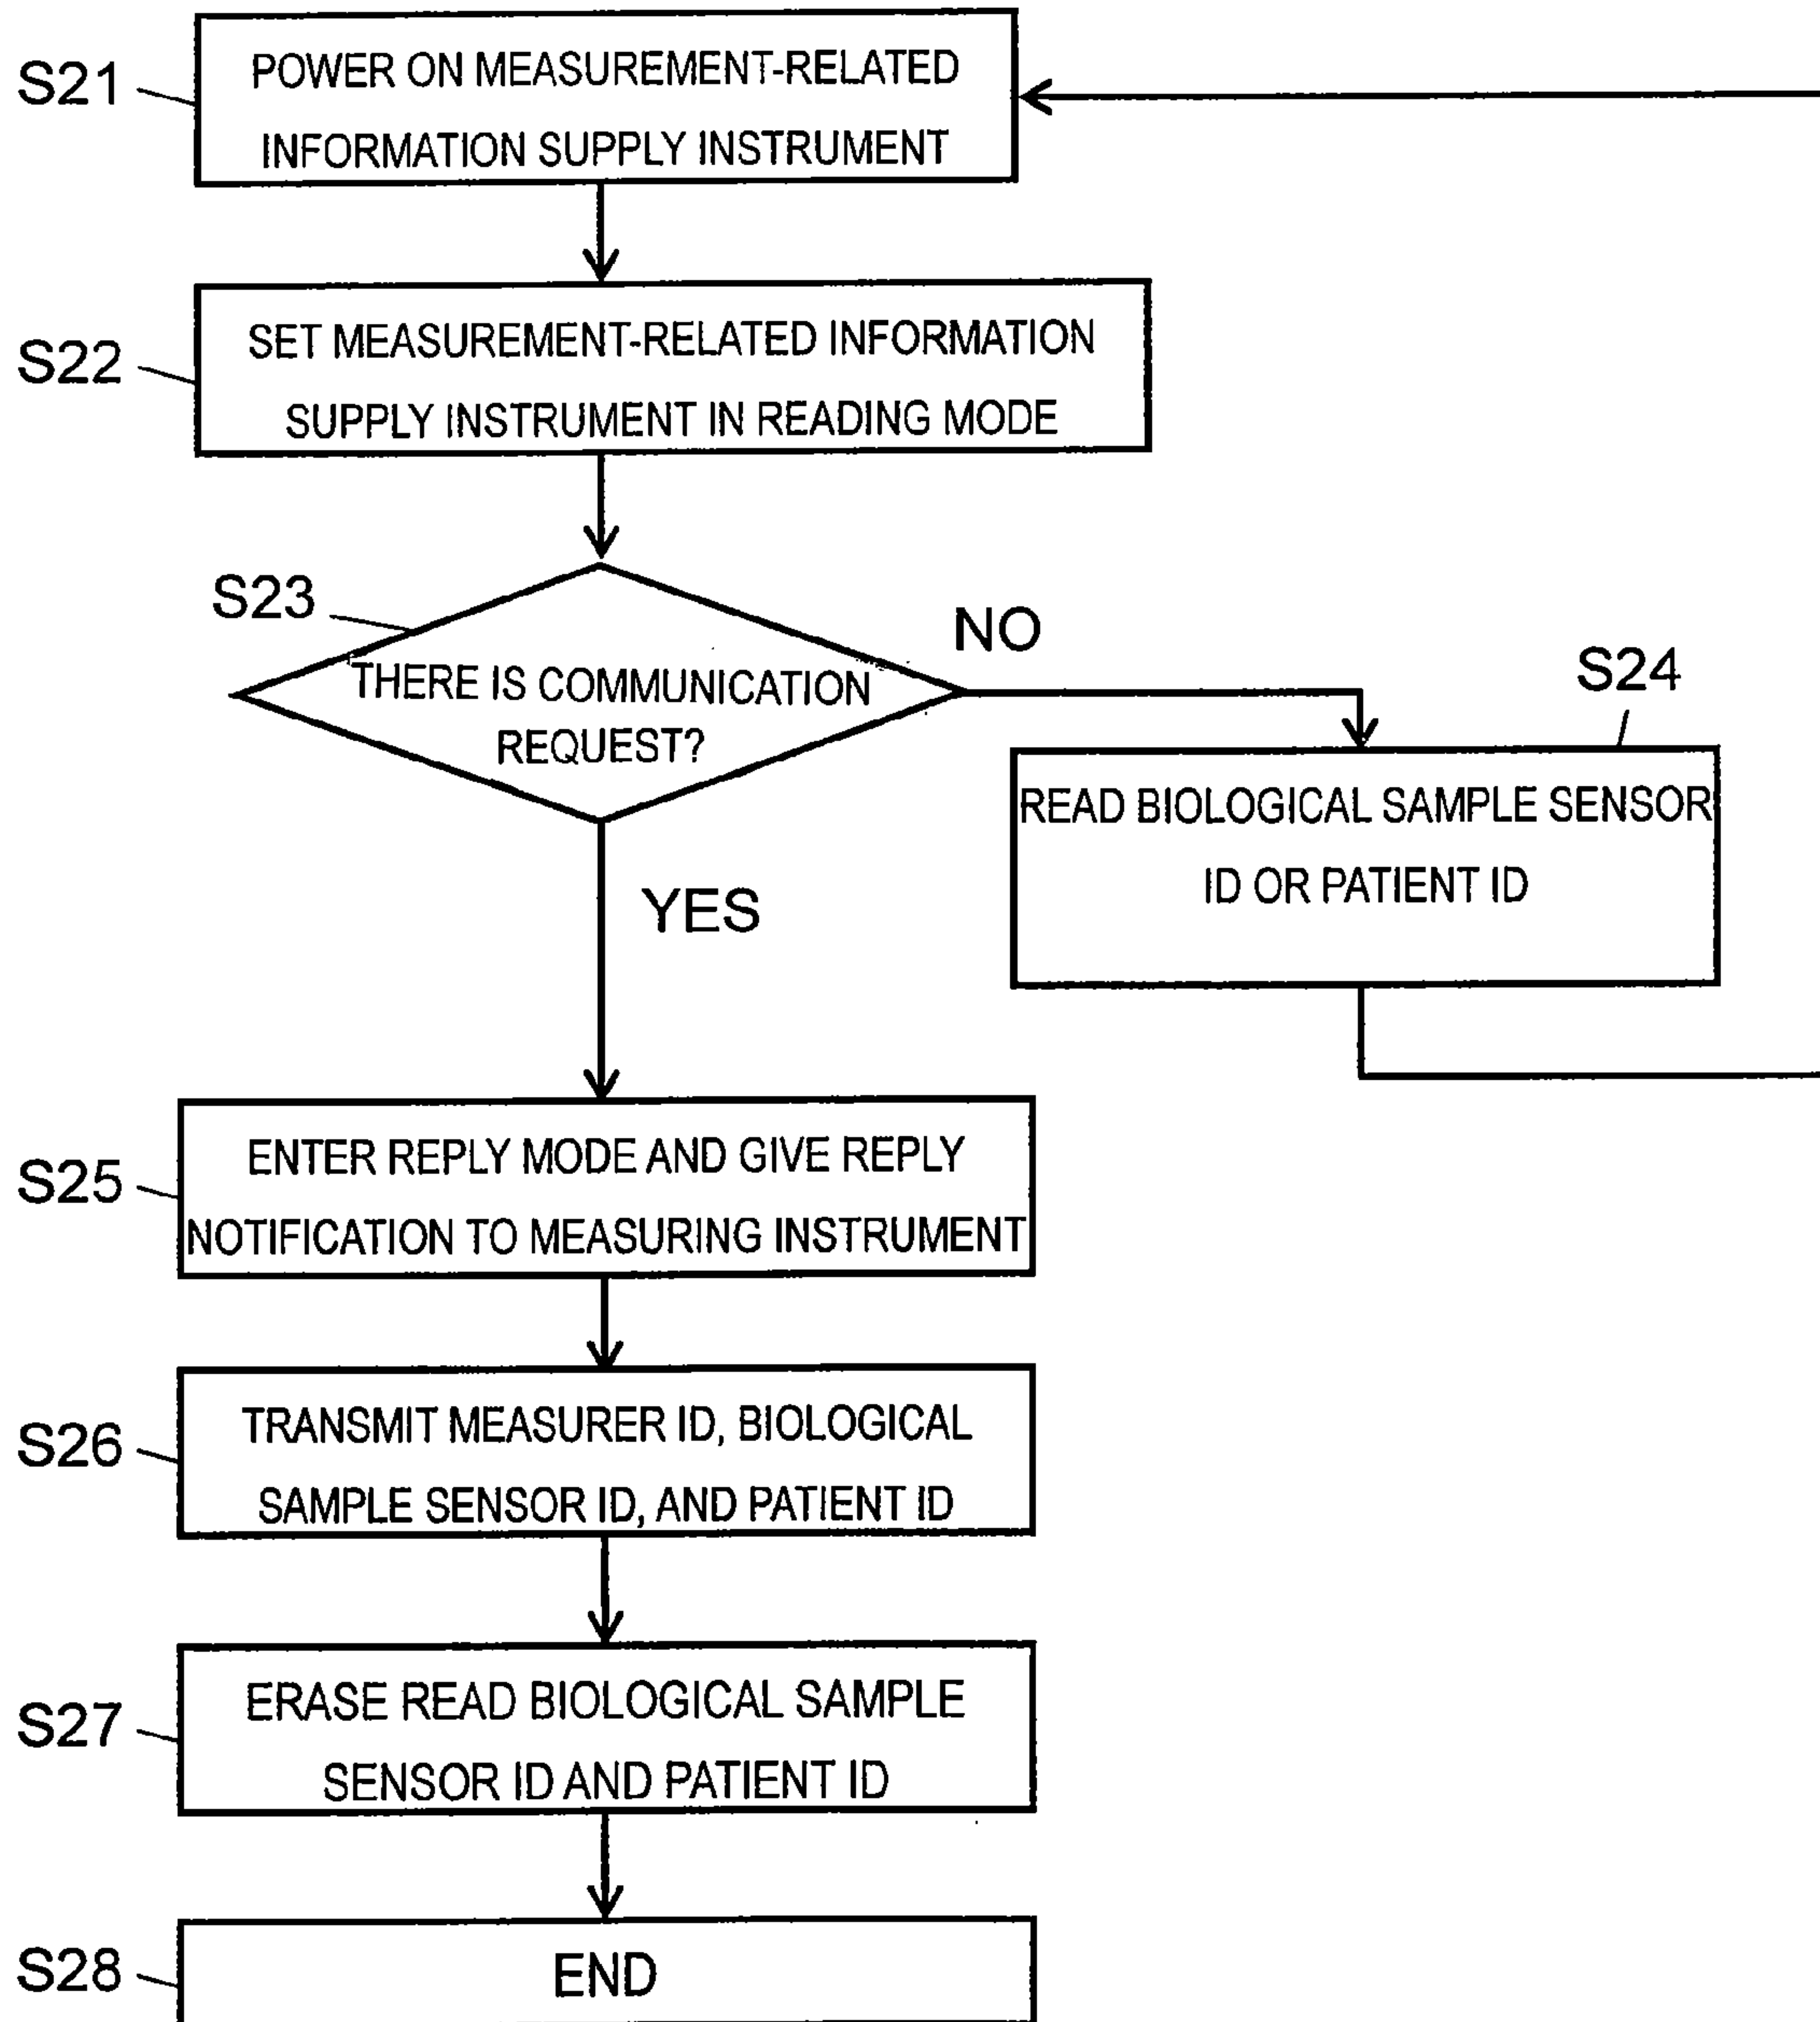 S21
POWER ON MEASUREMENT-RELATED
INFORMATION SUPPLY INSTRUMENT
S22
SET MEASUREMENT-RELATED INFORMATION
SUPPLY INSTRUMENT IN READING MODE
S23
THERE IS COMMUNICATION
REQUEST?
NO
S24
READ BIOLOGICAL SAMPLE SENSOR
ID OR PATIENT ID
YES
S25
ENTER REPLY MODE AND GIVE REPLY
NOTIFICATION TO MEASURING INSTRUMENT
S26
TRANSMIT MEASURER ID, BIOLOGICAL
SAMPLE SENSOR ID, AND PATIENT ID
S27
ERASE READ BIOLOGICAL SAMPLE
SENSOR ID AND PATIENT ID
S28
END